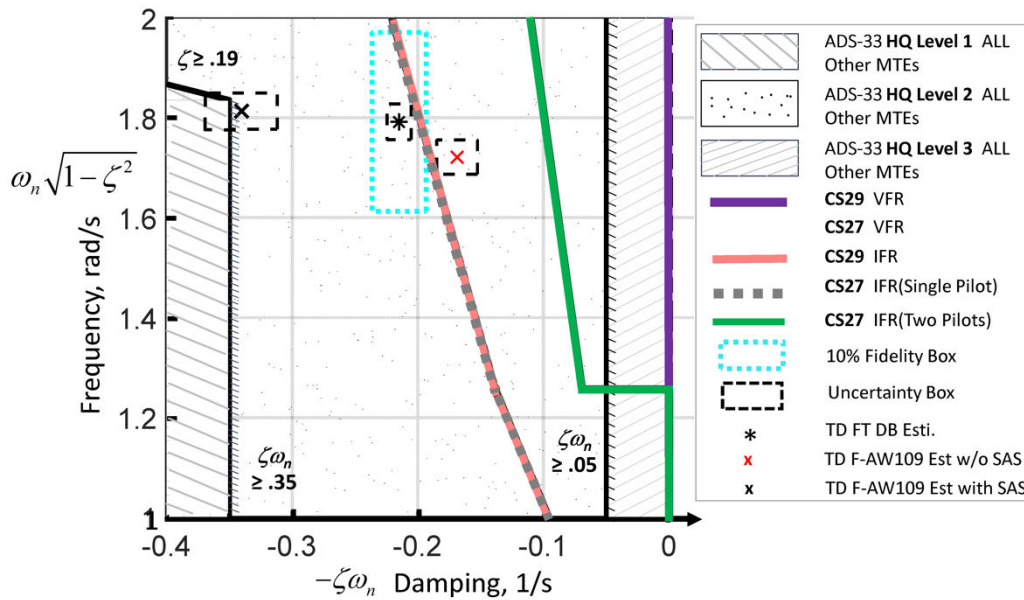 2
1.8
1.6
1.4
1.2
1
ω_n√(1 − ζ²)
Frequency, rad/s
ζ ≥ .19
ζω_n
≥ .35
ζω_n
≥ .05
-0.4
-0.3
-0.2
-0.1
0
−ζω_n Damping, 1/s
ADS-33 HQ Level 1 ALL
Other MTEs
ADS-33 HQ Level 2 ALL
Other MTEs
ADS-33 HQ Level 3 ALL
Other MTEs
CS29 VFR
CS27 VFR
CS29 IFR
CS27 IFR(Single Pilot)
CS27 IFR(Two Pilots)
10% Fidelity Box
Uncertainty Box
TD FT DB Esti.
TD F-AW109 Est w/o SAS
TD F-AW109 Est with SAS